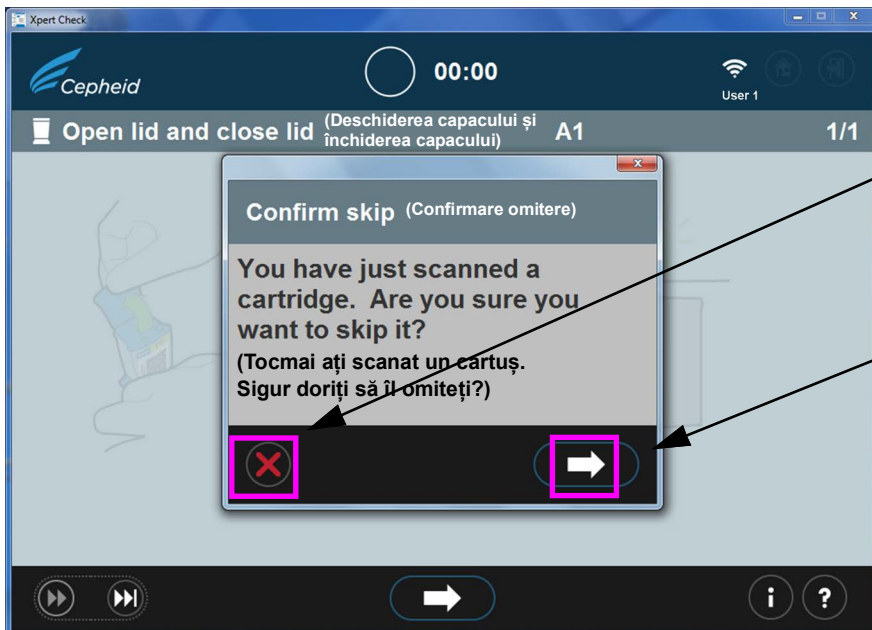 Xpert Check
Cepheid
00:00
User 1
Open lid and close lid (Deschiderea capacului și
închiderea capacului)
A1
1/1
Confirm skip (Confirmare omitere)
You have just scanned a
cartridge. Are you sure you
want to skip it?
(Tocmai ați scanat un cartuș.
Sigur doriți să îl omiteți?)
i ?